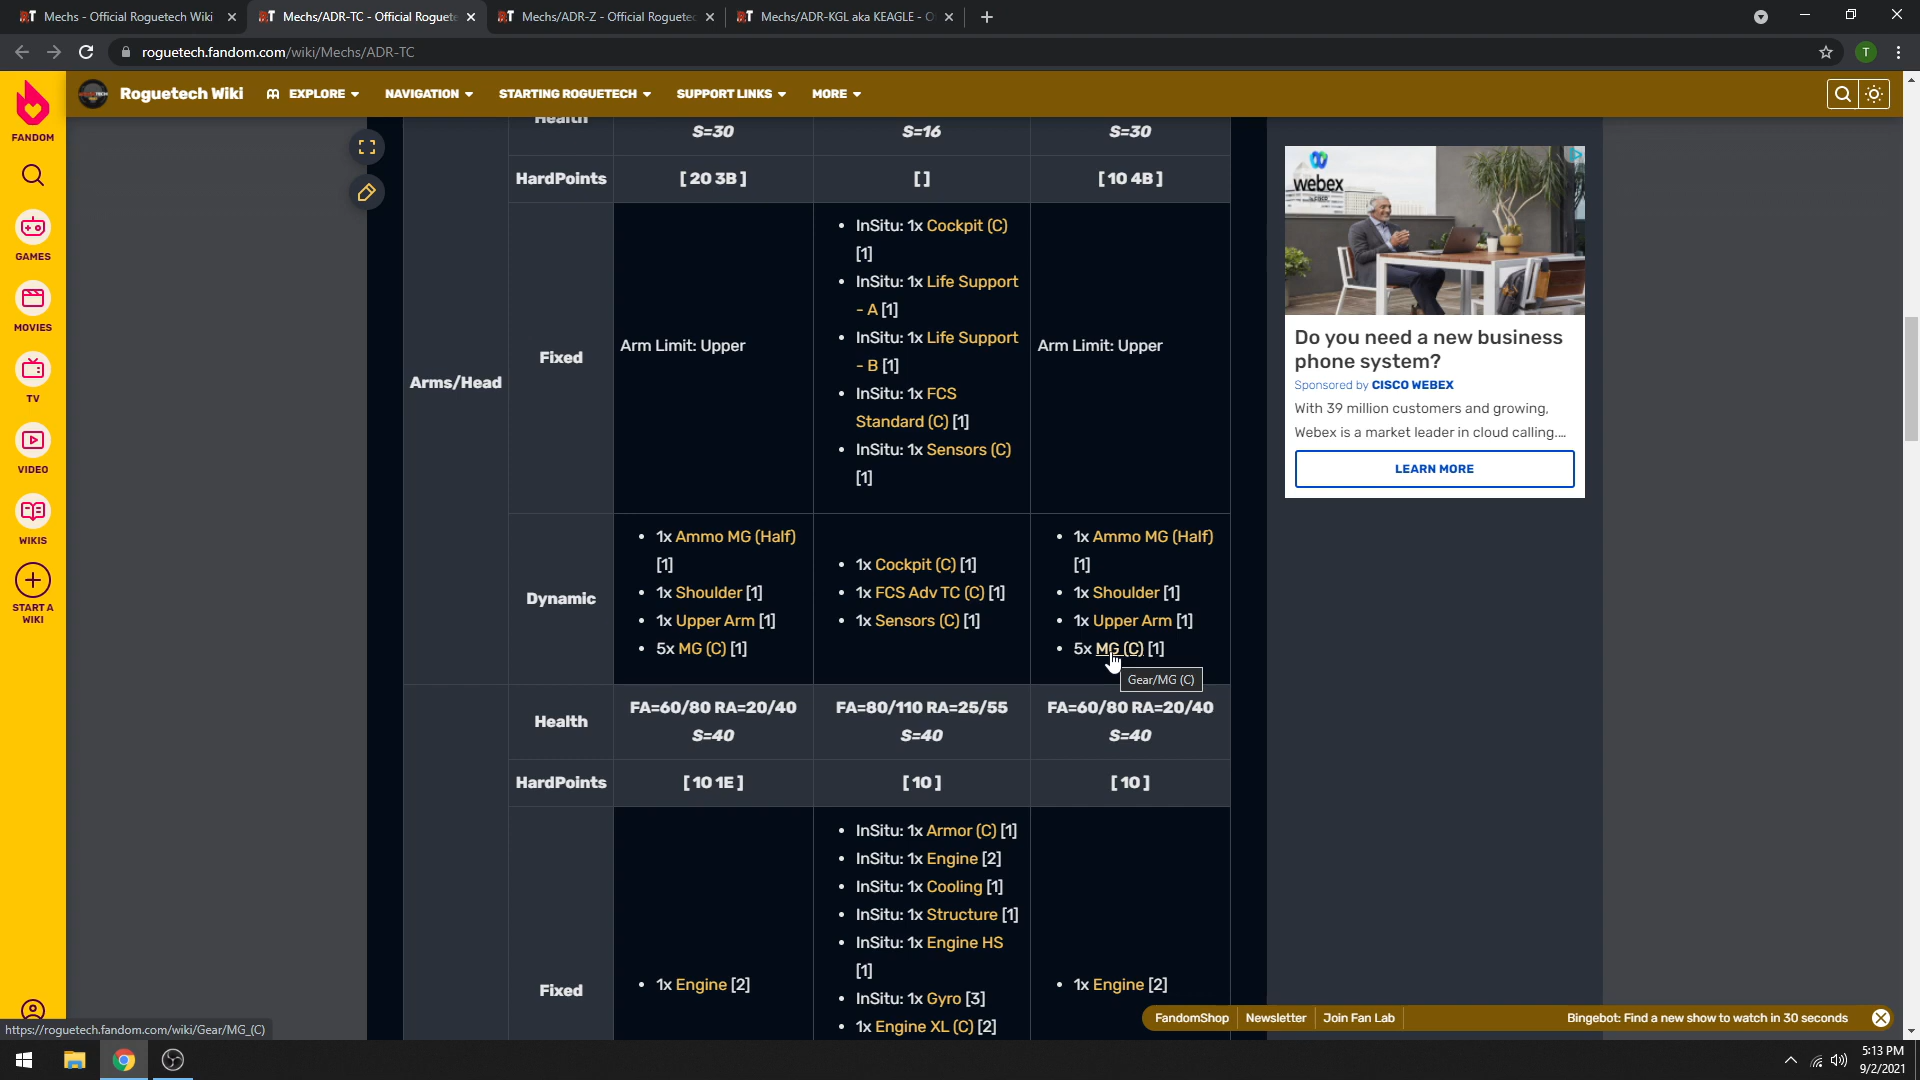 Mechs - Official Roguetech Wiki
Mechs/ADR-TC - Official Roguete
Mechs/ADR-Z - Official Roguetec
Mechs/ADR-KGL aka KEAGLE - O
roguetech.fandom.com/wiki/Mechs/ADR-TC
T
FANDOM
GAMES
MOVIES
TV
VIDEO
WIKIS
START A
WIKI
Roguetech Wiki
EXPLORE
NAVIGATION
STARTING ROGUETECH
SUPPORT LINKS
MORE
Health
S=30
S=16
S=30
HardPoints
[ 2O 3B ]
[ ]
[ 1O 4B ]
Arms/Head
Fixed
Arm Limit: Upper
• InSitu: 1x Cockpit (C)
[1]
• InSitu: 1x Life Support
- A [1]
• InSitu: 1x Life Support
- B [1]
• InSitu: 1x FCS
Standard (C) [1]
• InSitu: 1x Sensors (C)
[1]
Arm Limit: Upper
Dynamic
• 1x Ammo MG (Half)
[1]
• 1x Shoulder [1]
• 1x Upper Arm [1]
• 5x MG (C) [1]
• 1x Cockpit (C) [1]
• 1x FCS Adv TC (C) [1]
• 1x Sensors (C) [1]
• 1x Ammo MG (Half)
[1]
• 1x Shoulder [1]
• 1x Upper Arm [1]
• 5x MG (C) [1]
Gear/MG (C)
Health
FA=60/80 RA=20/40
S=40
FA=80/110 RA=25/55
S=40
FA=60/80 RA=20/40
S=40
HardPoints
[ 1O 1E ]
[ 1O ]
[ 1O ]
Fixed
• 1x Engine [2]
• InSitu: 1x Armor (C) [1]
• InSitu: 1x Engine [2]
• InSitu: 1x Cooling [1]
• InSitu: 1x Structure [1]
• InSitu: 1x Engine HS
[1]
• InSitu: 1x Gyro [3]
• 1x Engine XL (C) [2]
• 1x Engine [2]
webex
Do you need a new business
phone system?
Sponsored by CISCO WEBEX
With 39 million customers and growing,
Webex is a market leader in cloud calling....
LEARN MORE
FandomShop
Newsletter
Join Fan Lab
Bingebot: Find a new show to watch in 30 seconds
https://roguetech.fandom.com/wiki/Gear/MG_(C)
5:13 PM
9/2/2021